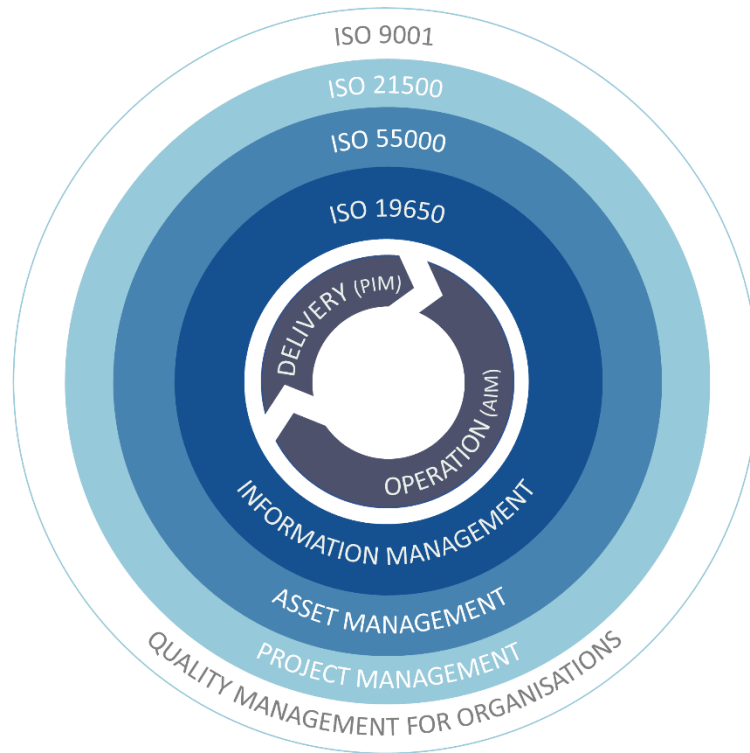 ISO 9001
ISO 21500
ISO 55000
ISO 19650
DELIVERY (PIM)
OPERATION (AIM)
INFORMATION MANAGEMENT
ASSET MANAGEMENT
PROJECT MANAGEMENT
QUALITY MANAGEMENT FOR ORGANISATIONS